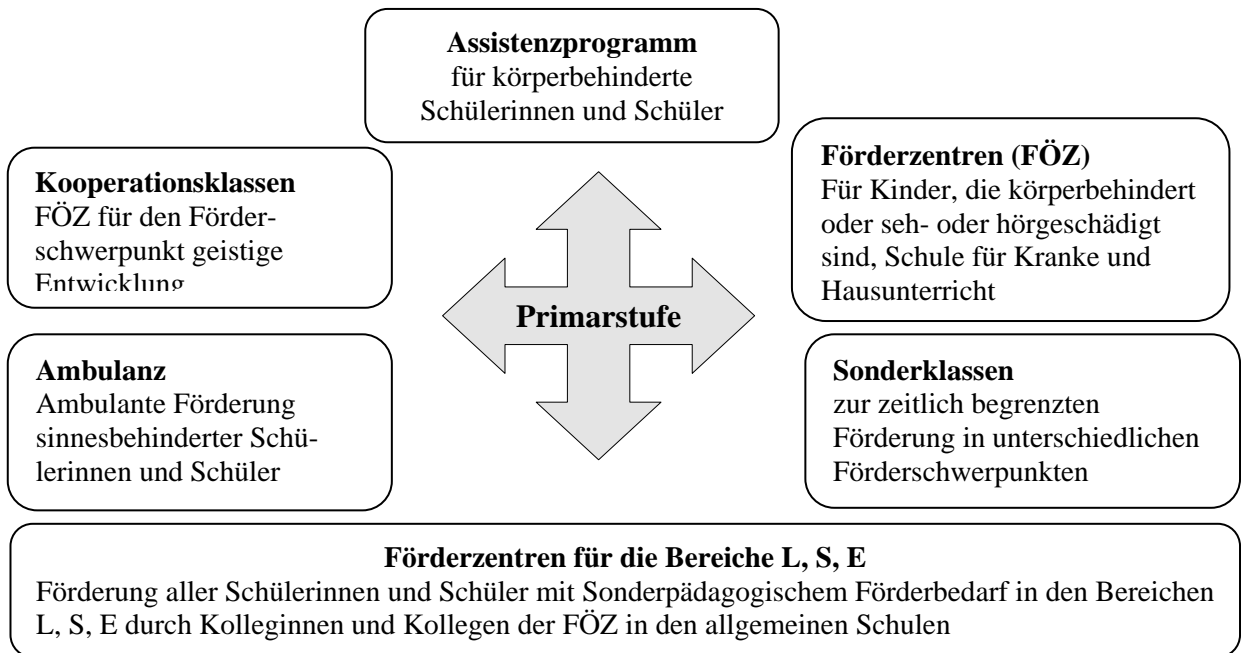 Assistenzprogramm
für körperbehinderte
Schülerinnen und Schüler
Kooperationsklassen
FÖZ für den Förder-
schwerpunkt geistige
Entwicklung
Förderzentren (FÖZ)
Für Kinder, die körperbehindert
oder seh- oder hörgeschädigt
sind, Schule für Kranke und
Hausunterricht
Primarstufe
Ambulanz
Ambulante Förderung
sinnesbehinderter Schü-
lerinnen und Schüler
Sonderklassen
zur zeitlich begrenzten
Förderung in unterschiedlichen
Förderschwerpunkten
Förderzentren für die Bereiche L, S, E
Förderung aller Schülerinnen und Schüler mit Sonderpädagogischem Förderbedarf in den Bereichen
L, S, E durch Kolleginnen und Kollegen der FÖZ in den allgemeinen Schulen